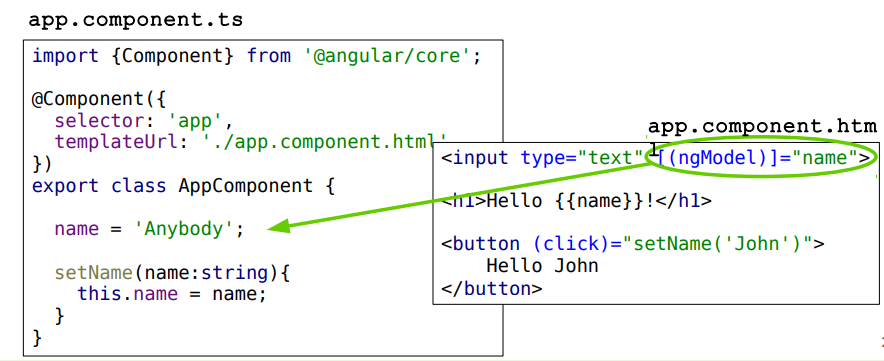 app.component.ts
import {Component} from '@angular/core';
@Component({
selector: 'app',
templateUrl: './app.component.html'
})
export class AppComponent {
name = 'Anybody';
setName(name:string){
this.name = name;
}
}
app.component.htm
l
<input type="text" [(ngModel)]="name">
<h1>Hello {{name}}!</h1>
<button (click)="setName('John')">
Hello John
</button>